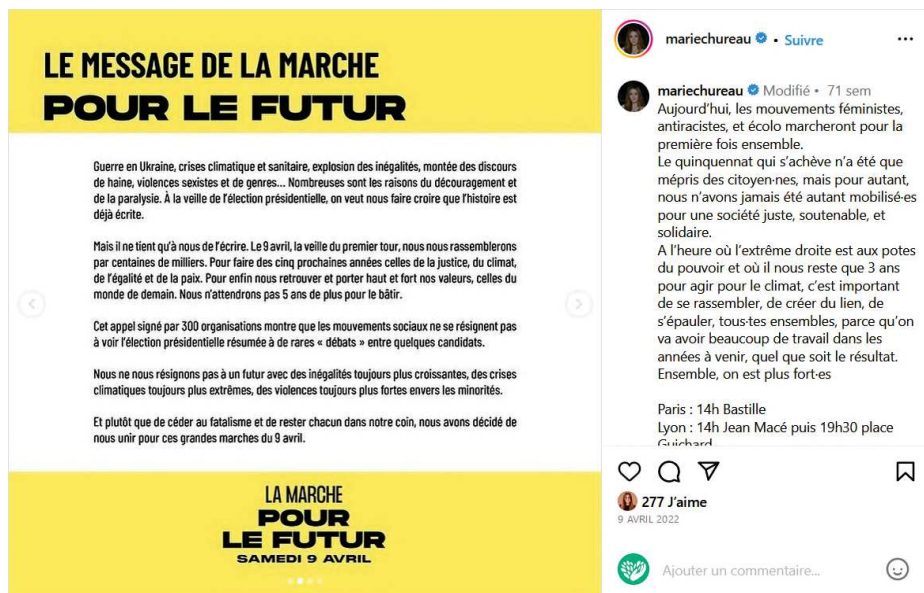 LE MESSAGE DE LA MARCHE
POUR LE FUTUR
Guerre en Ukraine, crises climatique et sanitaire, explosion des inégalités, montée des discours
de haine, violences sexistes et de genres... Nombreuses sont les raisons du découragement et
de la paralysie. À la veille de l'élection présidentielle, on veut nous faire croire que l'histoire est
déjà écrite.
Mais il ne tient qu'à nous de l'écrire. Le 9 avril, la veille du premier tour, nous nous rassemblerons
par centaines de milliers. Pour faire des cinq prochaines années celles de la justice, du climat,
de l'égalité et de la paix. Pour enfin nous retrouver et porter haut et fort nos valeurs, celles du
monde de demain. Nous n'attendrons pas 5 ans de plus pour le bâtir.
Cet appel signé par 300 organisations montre que les mouvements sociaux ne se résignent pas
à voir l'élection présidentielle résumée à de rares « débats » entre quelques candidats.
Nous ne nous résignons pas à un futur avec des inégalités toujours plus croissantes, des crises
climatiques toujours plus extrêmes, des violences toujours plus fortes envers les minorités.
Et plutôt que de céder au fatalisme et de rester chacun dans notre coin, nous avons décidé de
nous unir pour ces grandes marches du 9 avril.
LA MARCHE
POUR
LE FUTUR
SAMEDI 9 AVRIL
mariechureau • Suivre
mariechureau Modifié • 71 sem
Aujourd'hui, les mouvements féministes,
antiracistes, et écolo marcheront pour la
première fois ensemble.
Le quinquennat qui s'achève n'a été que
mépris des citoyen·nes, mais pour autant,
nous n'avons jamais été autant mobilisé·es
pour une société juste, soutenable, et
solidaire.
A l'heure où l'extrême droite est aux potes
du pouvoir et où il nous reste que 3 ans
pour agir pour le climat, c'est important
de se rassembler, de créer du lien, de
s'épauler, tous·tes ensembles, parce qu'on
va avoir beaucoup de travail dans les
années à venir, quel que soit le résultat.
Ensemble, on est plus fort·es
Paris : 14h Bastille
Lyon : 14h Jean Macé puis 19h30 place
Guichard
277 J'aime
9 AVRIL 2022
Ajouter un commentaire...